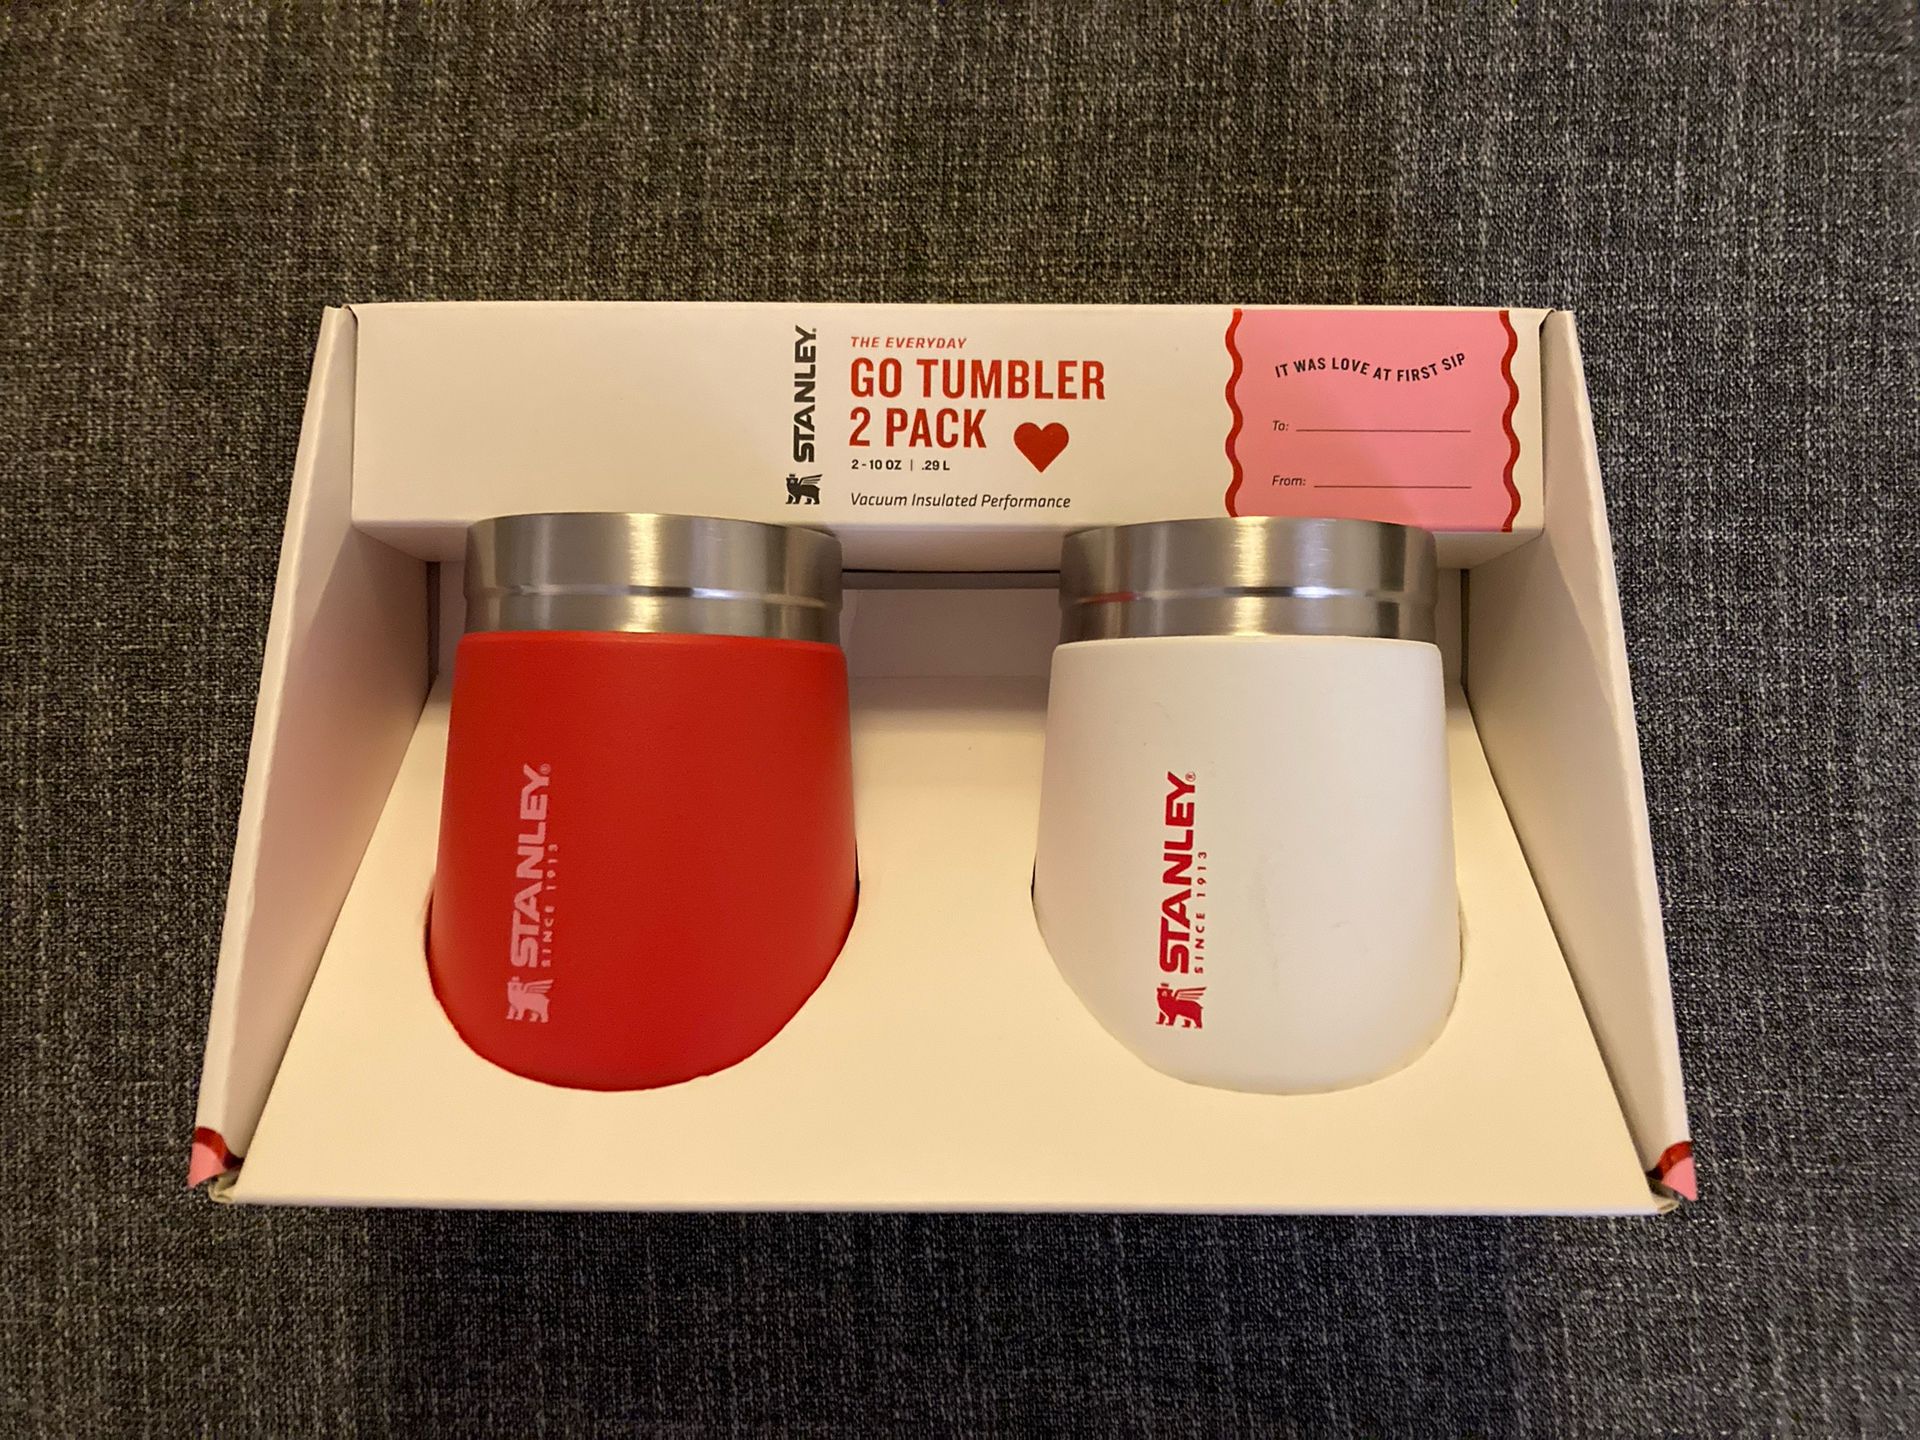 STANLEY.
THE EVERYDAY
GO TUMBLER
2 PACK
2 - 10 OZ | .29 L
Vacuum Insulated Performance
IT WAS LOVE AT FIRST SIP
To:
From:
STANLEY®
SINCE 1913
STANLEY®
SINCE 1913